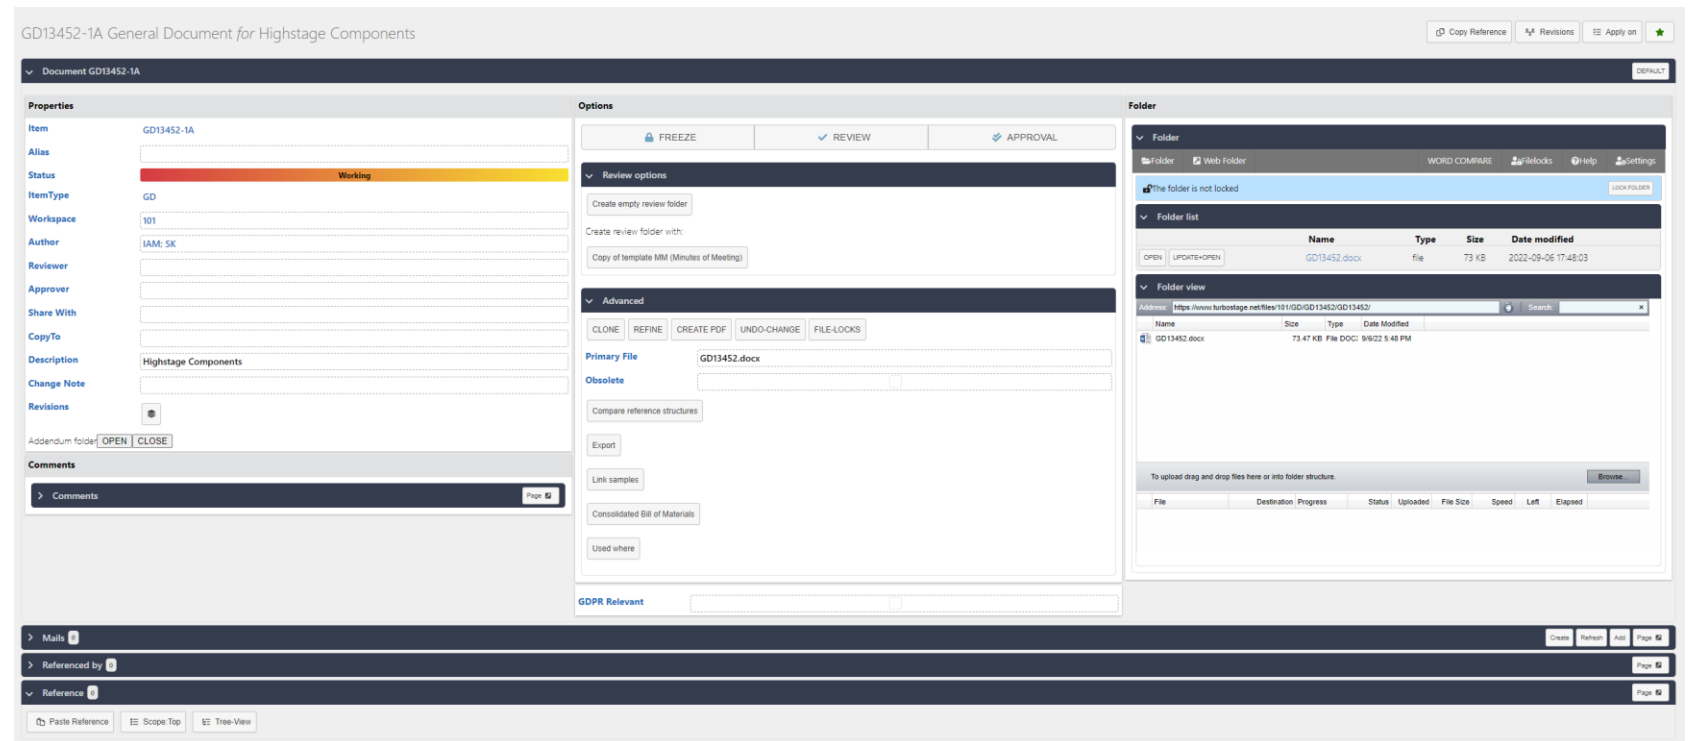 GD13452-1A General Document for Highstage Components
Copy Reference
Revisions
Apply on
Document GD13452-1A
DEFAULT
Properties
Item
GD13452-1A
Alias
Status
Working
ItemType
GD
Workspace
101
Author
IAM; SK
Reviewer
Approver
Share With
CopyTo
Description
Highstage Components
Change Note
Revisions
Addendum folder OPEN CLOSE
Comments
Comments
Page
Options
FREEZE
REVIEW
APPROVAL
Review options
Create empty review folder
Create review folder with:
Copy of template MM (Minutes of Meeting)
Advanced
CLONE REFINE CREATE PDF UNDO-CHANGE FILE-LOCKS
Primary File
GD13452.docx
Obsolete
Compare reference structures
Export
Link samples
Consolidated Bill of Materials
Used where
GDPR Relevant
Folder
Folder
Folder Web Folder WORD COMPARE Filelocks Help Settings
The folder is not locked
LOCK FOLDER
Folder list
Name Type Size Date modified
OPEN UPDATE+OPEN GD13452.docx file 73 KB 2022-09-06 17:48:03
Folder view
Address: https://www.turbostage.net/files/101/GD/GD13452/GD13452/ Search: x
Name Size Type Date Modified
GD13452.docx 73.47 KB File DOC: 9/6/22 5:48 PM
To upload drag and drop files here or into folder structure.
Browse...
File Destination Progress Status Uploaded File Size Speed Left Elapsed
Mails 0
Create Refresh Add Page
Referenced by 0
Page
Reference 0
Page
Paste Reference Scope:Top Tree-View